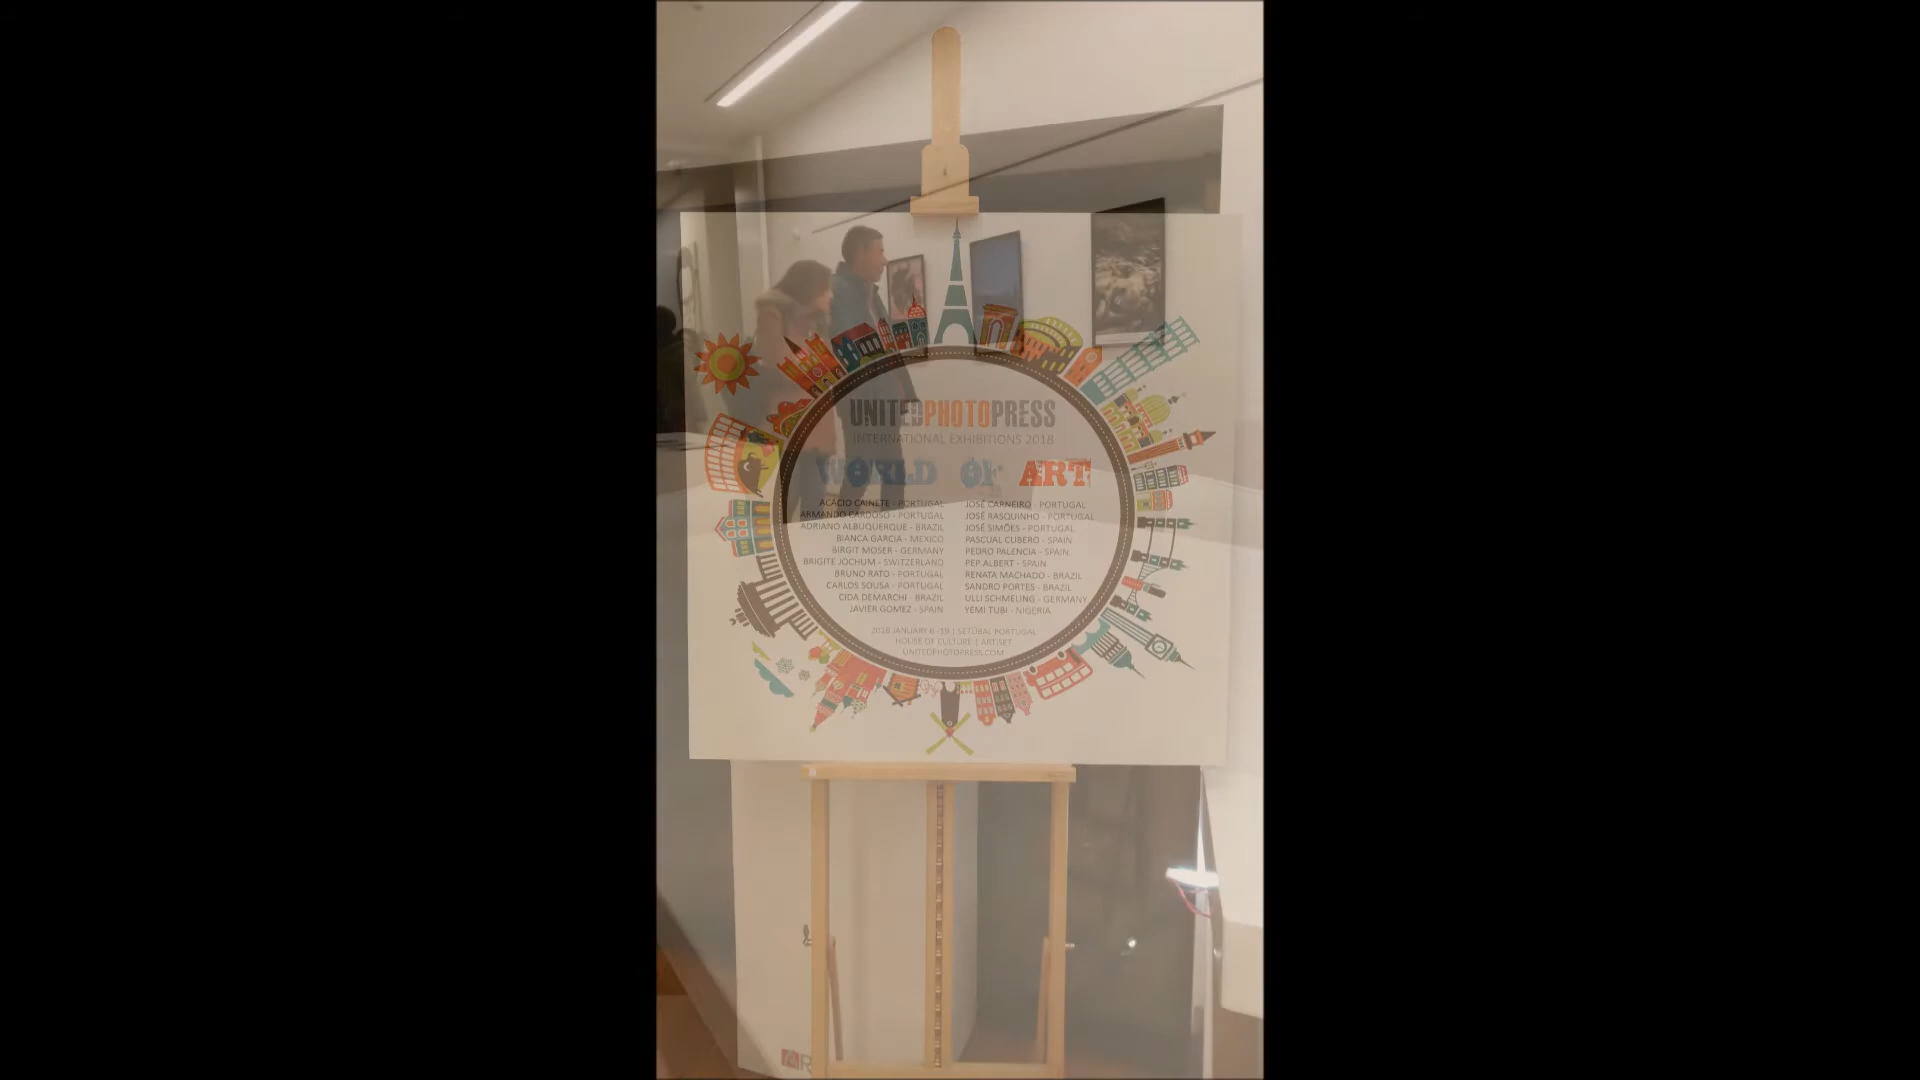 UNITEDPHOTOPRESS
INTERNATIONAL EXHIBITIONS 2018
WORLD OF ART
ACÁCIO CAINETE - PORTUGAL
ARMANDO CARDOSO - PORTUGAL
ADRIANO ALBUQUERQUE - BRAZIL
BIANCA GARCIA - MEXICO
BIRGIT MOSER - GERMANY
BRIGITE JOCHUM - SWITZERLAND
BRUNO RATO - PORTUGAL
CARLOS SOUSA - PORTUGAL
CIDA DEMARCHI - BRAZIL
JAVIER GOMEZ - SPAIN
JOSÉ CARNEIRO - PORTUGAL
JOSÉ RASQUINHO - PORTUGAL
JOSÉ SIMÕES - PORTUGAL
PASCUAL CUBERO - SPAIN
PEDRO PALENCIA - SPAIN
PEP ALBERT - SPAIN
RENATA MACHADO - BRAZIL
SANDRO PORTES - BRAZIL
ULLI SCHMELING - GERMANY
YEMI TUBI - NIGERIA
2018 JANUARY 6 -19 | SETÚBAL PORTUGAL
HOUSE OF CULTURE | ARTISET
UNITEDPHOTOPRESS.COM